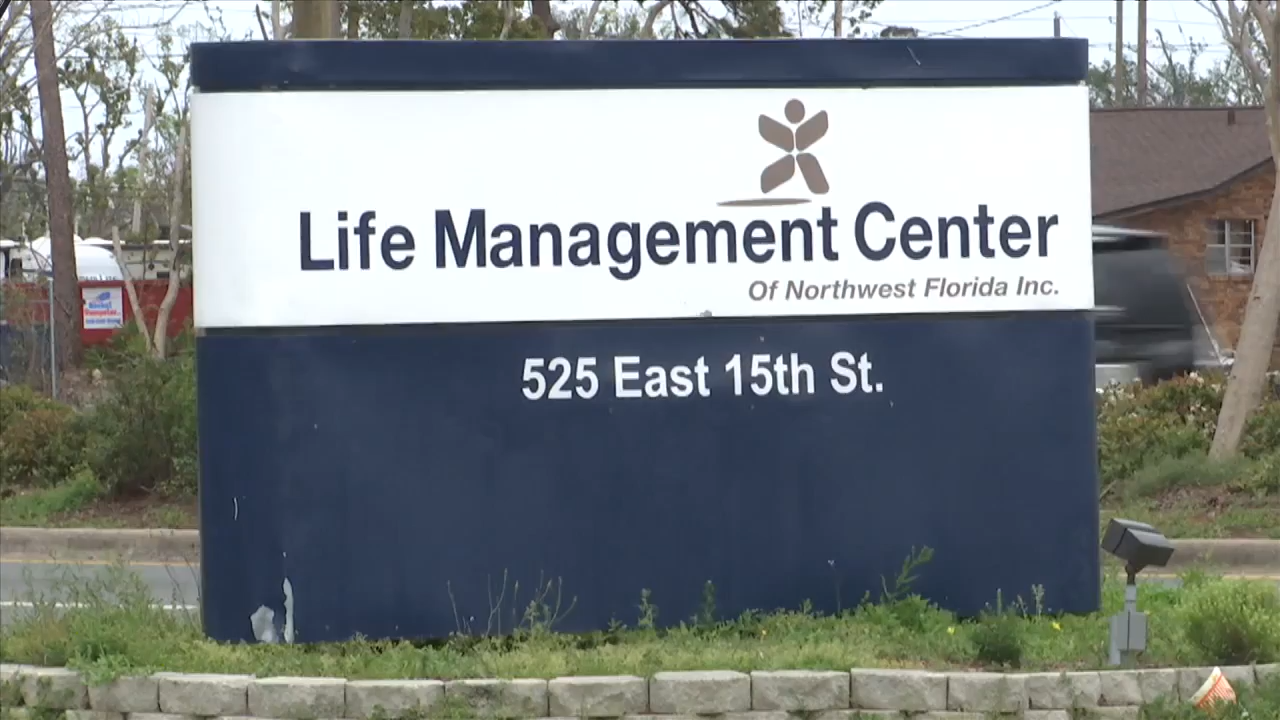 Life Management Center
Of Northwest Florida Inc.
525 East 15th St.